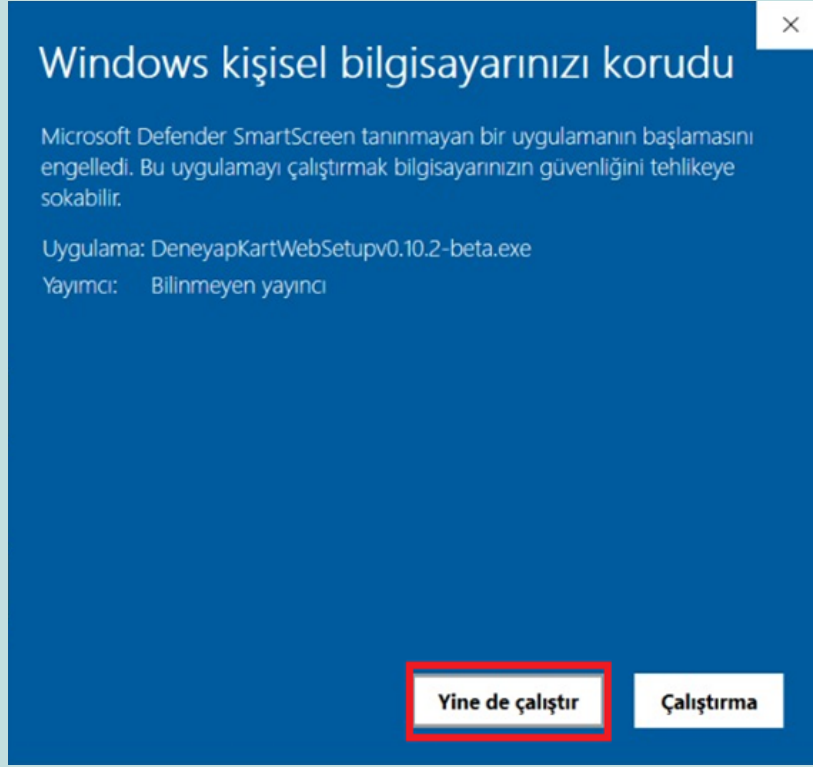 Windows kişisel bilgisayarınızı korudu
Microsoft Defender SmartScreen tanınmayan bir uygulamanın başlamasını
engelledi. Bu uygulamayı çalıştırmak bilgisayarınızın güvenliğini tehlikeye
sokabilir.
Uygulama: DeneyapKartWebSetupv0.10.2-beta.exe
Yayımcı: Bilinmeyen yayıncı
Yine de çalıştır
Çalıştırma